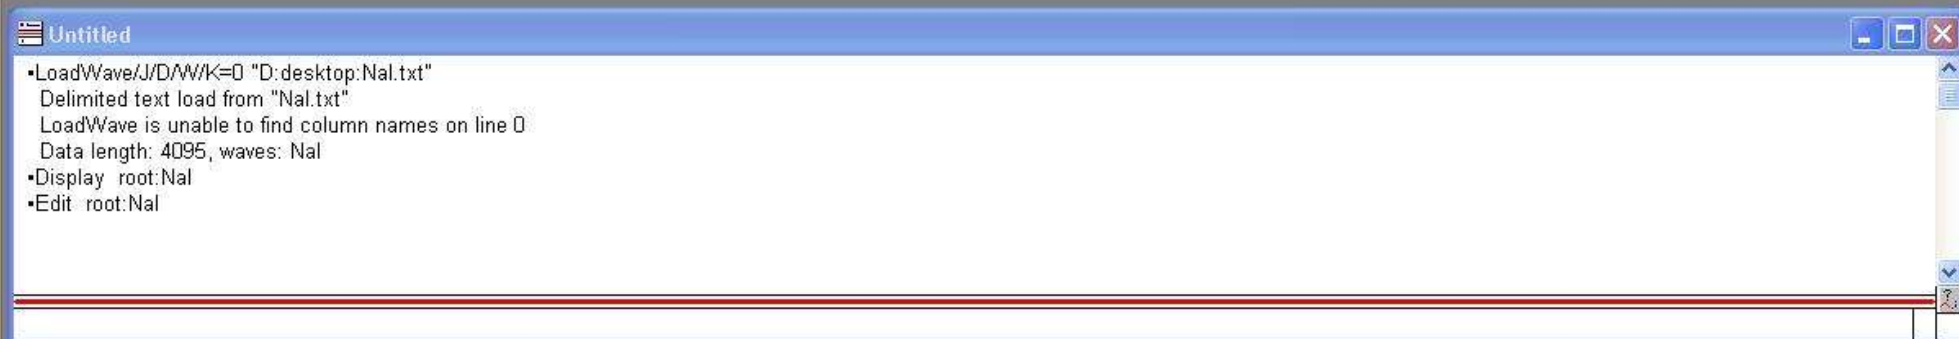 Untitled
•LoadWave/J/D/W/K=0 "D:desktop:NaI.txt"
Delimited text load from "NaI.txt"
LoadWave is unable to find column names on line 0
Data length: 4095, waves: NaI
•Display root:NaI
•Edit root:NaI